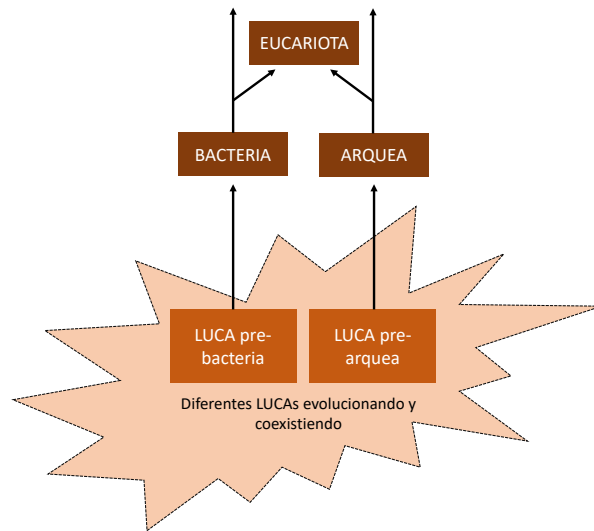 EUCARIOTA
BACTERIA
ARQUEA
LUCA pre-
bacteria
LUCA pre-
arquea
Diferentes LUCAs evolucionando y
coexistiendo